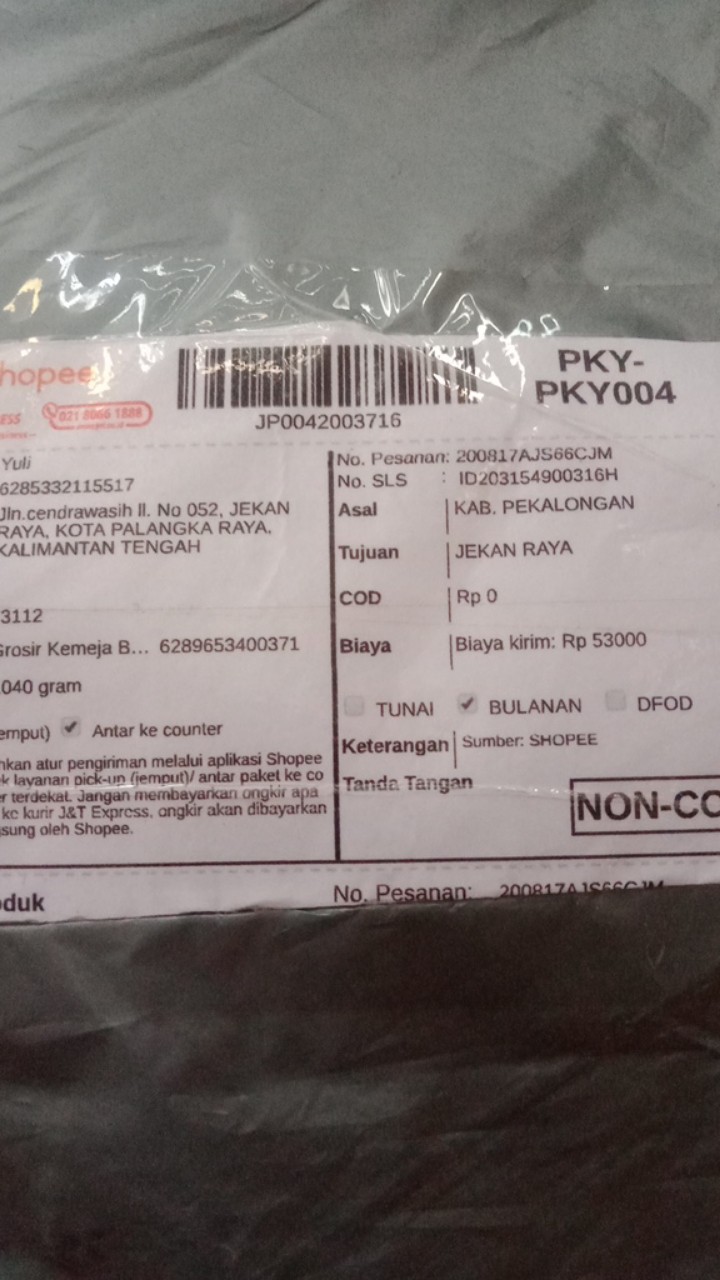 hopee
PKY-
PKY004
ESS
021 8066 1888
JP0042003716
Yuli
6285332115517
Jln.cendrawasih II. No 052, JEKAN
RAYA, KOTA PALANGKA RAYA,
KALIMANTAN TENGAH
3112
Grosir Kemeja B... 6289653400371
040 gram
emput) Antar ke counter
nkan atur pengiriman melalui aplikasi Shopee
k layanan pick-up (jemput)/ antar paket ke co
r terdekat. Jangan membayarkan ongkir apa
ke kurir J&T Express, ongkir akan dibayarkan
sung oleh Shopee.
No. Pesanan: 200817AJS66CJM
No. SLS : ID203154900316H
Asal KAB. PEKALONGAN
Tujuan JEKAN RAYA
COD Rp 0
Biaya Biaya kirim: Rp 53000
TUNAI BULANAN DFOD
Keterangan Sumber: SHOPEE
Tanda Tangan
NON-CO
oduk
No. Pesanan: 200817AJS66CJM